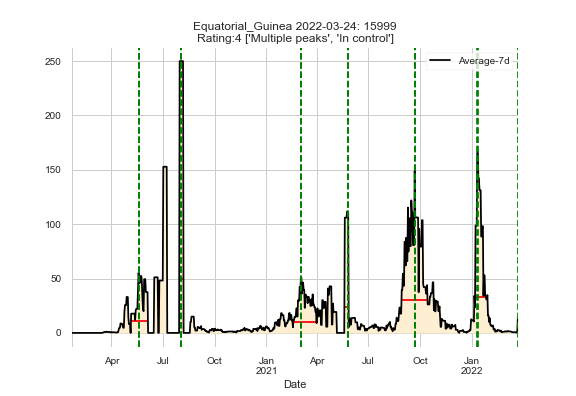 Equatorial_Guinea 2022-03-24: 15999
Rating:4 ['Multiple peaks', 'In control']
Average-7d
250
200
150
100
50
0
Apr Jul Oct Jan Apr Jul Oct Jan
2021 2022
Date